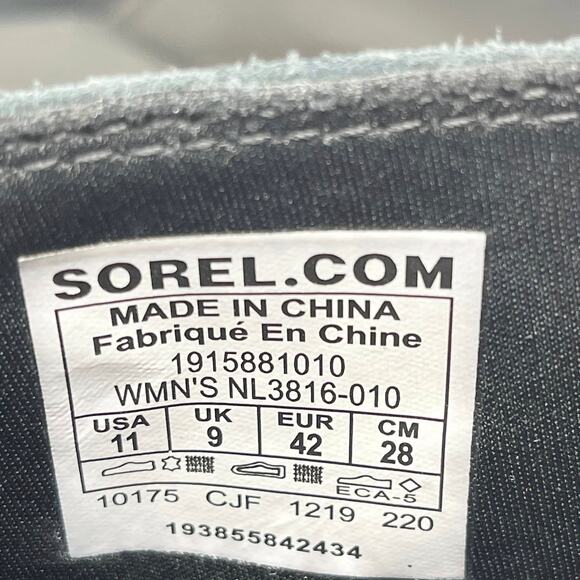 SOREL.COM
MADE IN CHINA
Fabriqué En Chine
1915881010
WMN'S NL3816-010
USA UK EUR CM
11 9 42 28
ECA-5
10175 CJF 1219 220
193855842434